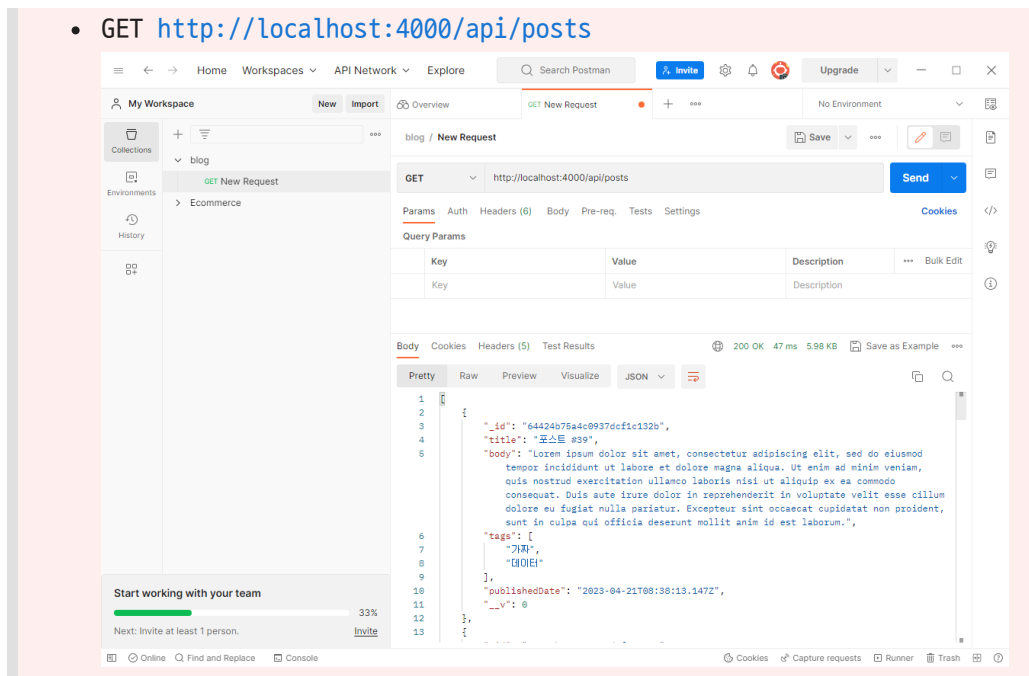 • GET http://localhost:4000/api/posts
Home Workspaces API Network Explore Search Postman Invite Upgrade
My Workspace New Import Overview GET New Request No Environment
Collections
Environments
History
blog
GET New Request
Ecommerce
blog / New Request Save
GET http://localhost:4000/api/posts Send
Params Auth Headers (6) Body Pre-req. Tests Settings Cookies
Query Params
Key Value Description Bulk Edit
Key Value Description
Body Cookies Headers (5) Test Results 200 OK 47 ms 5.98 KB Save as Example
Pretty Raw Preview Visualize JSON
1 [
2 {
3 "_id": "64424b75a4c0937dcf1c132b",
4 "title": "포스트 #39",
5 "body": "Lorem ipsum dolor sit amet, consectetur adipiscing elit, sed do eiusmod
tempor incididunt ut labore et dolore magna aliqua. Ut enim ad minim veniam,
quis nostrud exercitation ullamco laboris nisi ut aliquip ex ea commodo
consequat. Duis aute irure dolor in reprehenderit in voluptate velit esse cillum
dolore eu fugiat nulla pariatur. Excepteur sint occaecat cupidatat non proident,
sunt in culpa qui officia deserunt mollit anim id est laborum.",
6 "tags": [
7 "가짜",
8 "데이터"
9 ],
10 "publishedDate": "2023-04-21T08:38:13.147Z",
11 "__v": 0
12 },
13 {
Start working with your team
33%
Next: Invite at least 1 person. Invite
Online Find and Replace Console Cookies Capture requests Runner Trash